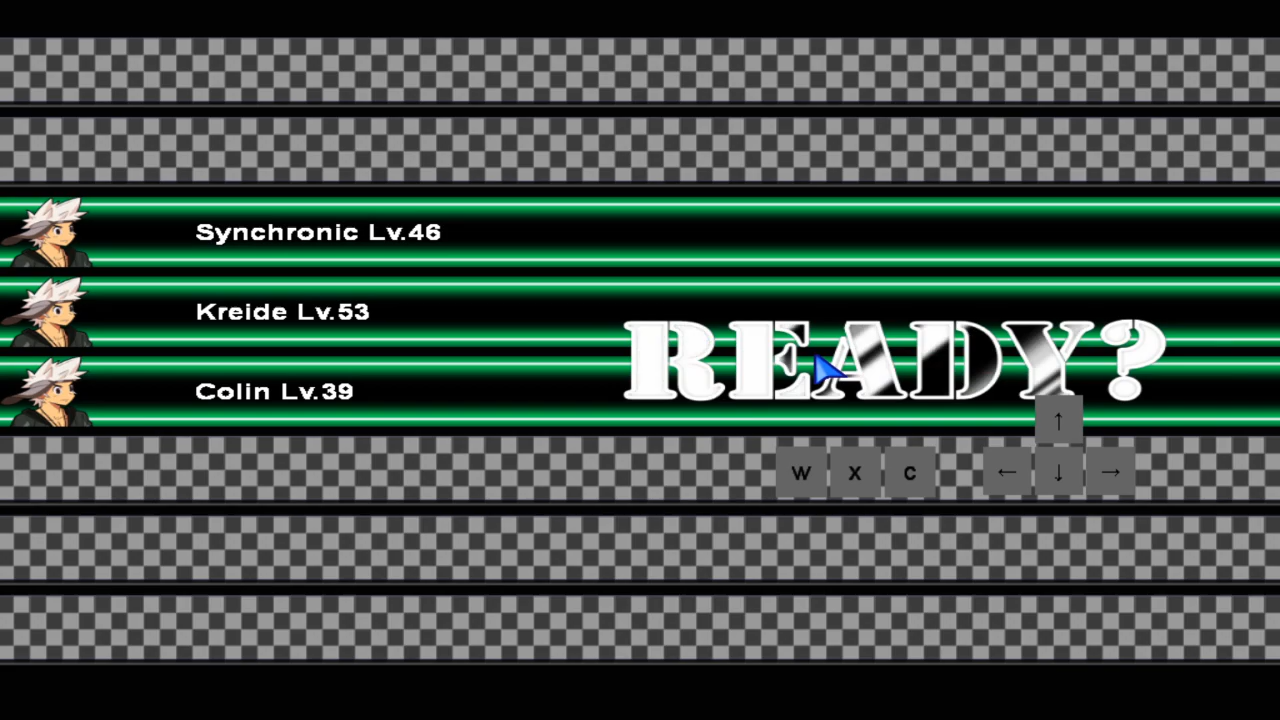 Synchronic Lv.46
Kreide Lv.53
READY?
Colin Lv.39
↑
W X C ← ↓ →